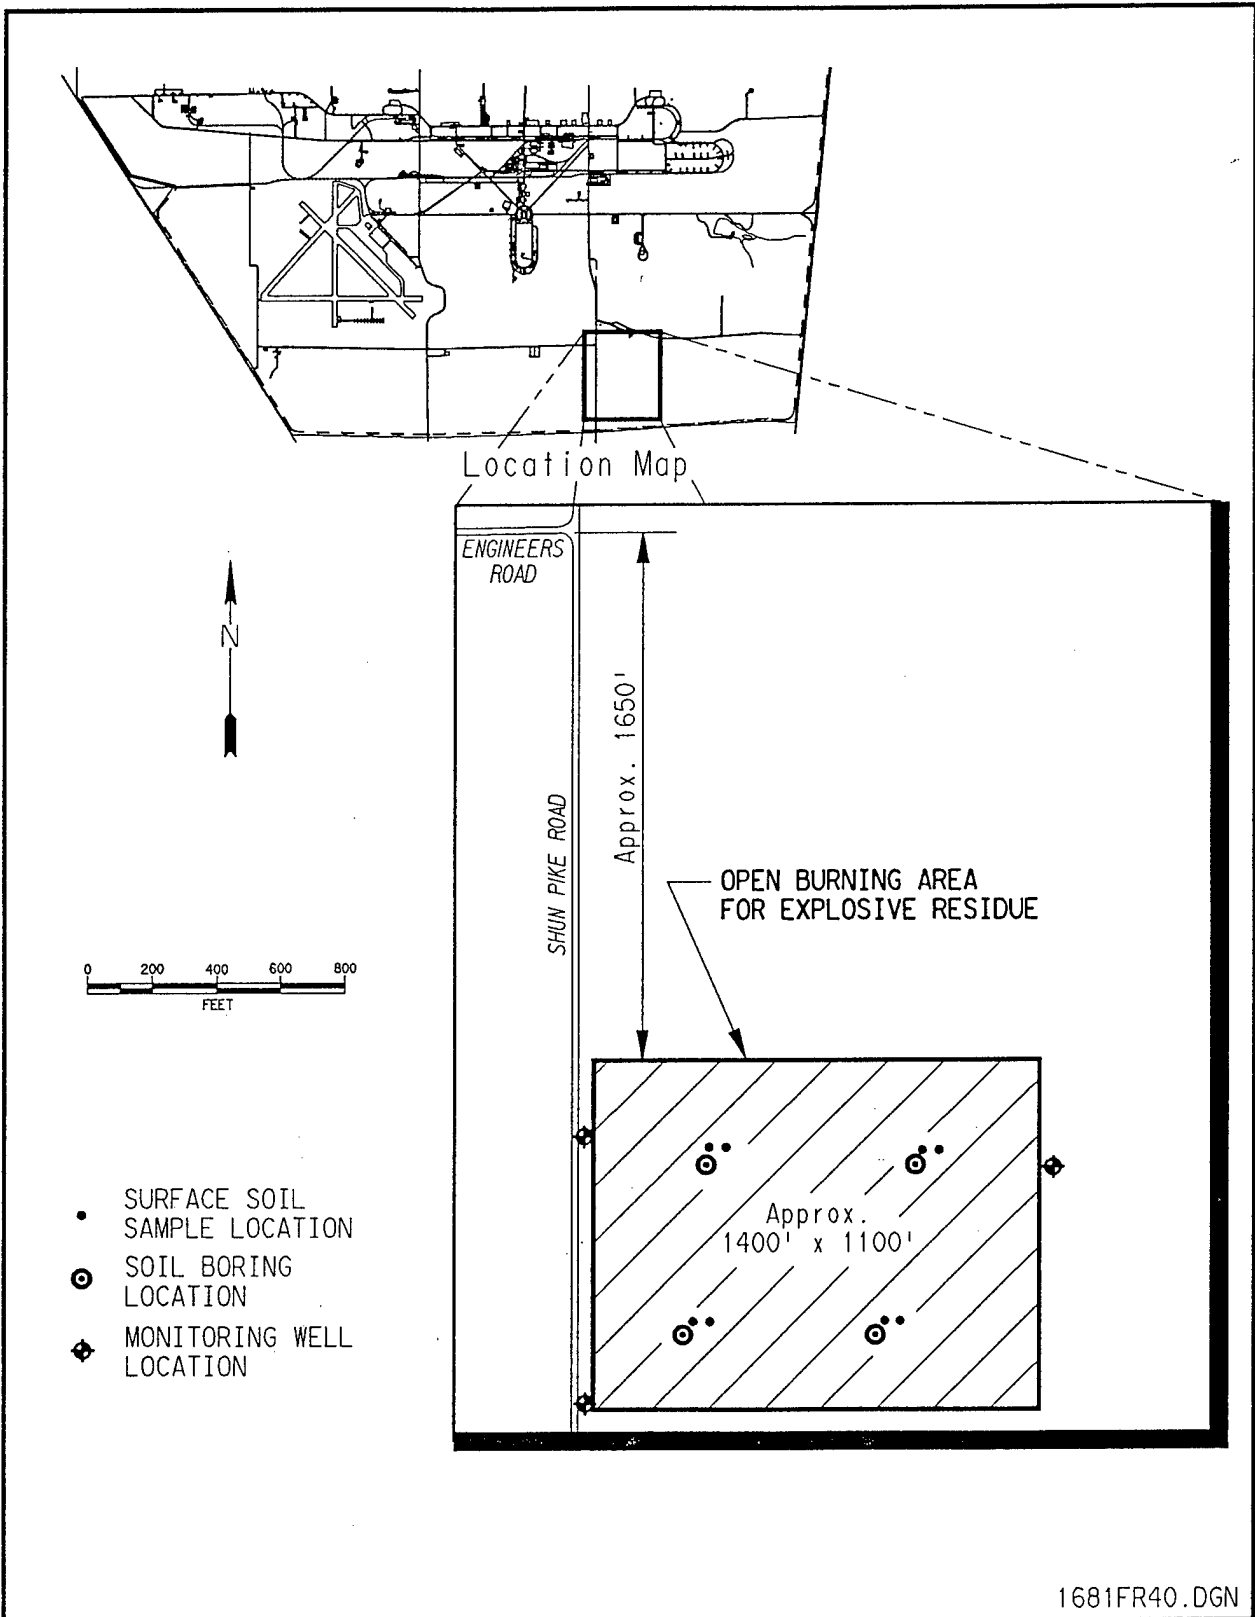 Location Map
ENGINEERS
ROAD
N
Approx. 1650'
SHUN PIKE ROAD
OPEN BURNING AREA
FOR EXPLOSIVE RESIDUE
0 200 400 600 800
FEET
SURFACE SOIL
SAMPLE LOCATION
SOIL BORING
LOCATION
MONITORING WELL
LOCATION
Approx.
1400' x 1100'
1681FR40.DGN